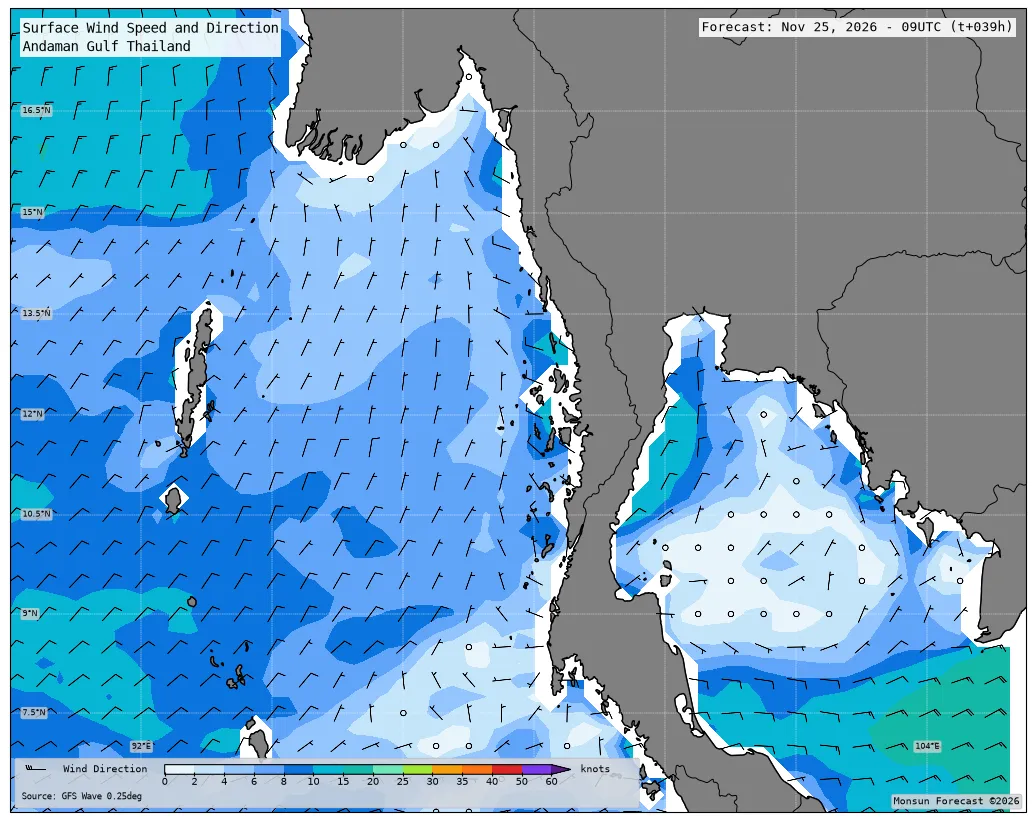 Surface Wind Speed and Direction
Andaman Gulf Thailand
Forecast: Nov 25, 2026 - 09UTC (t+039h)
16.5°N
15°N
13.5°N
12°N
10.5°N
9°N
7.5°N
92°E
104°E
Wind Direction
0 2 4 6 8 10 15 20 25 30 35 40 50 60
knots
Source: GFS Wave 0.25deg
Monsun Forecast ©2026